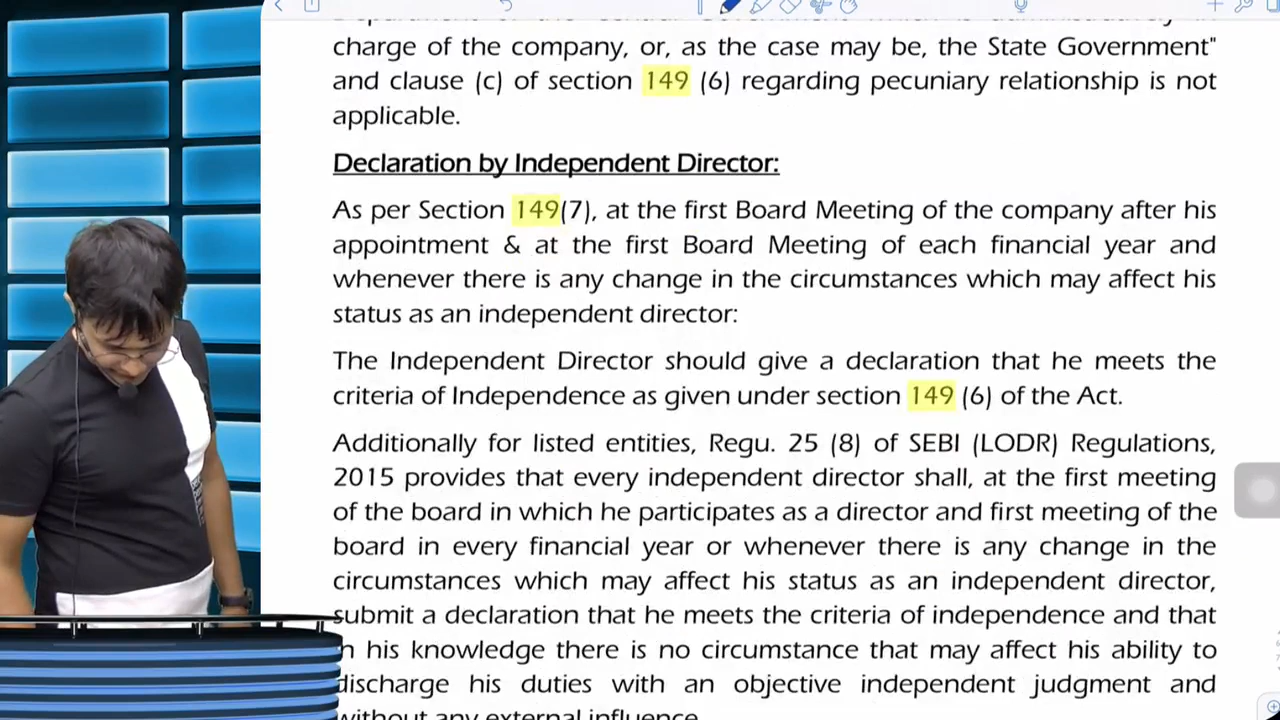 charge of the company, or, as the case may be, the State Government"
and clause (c) of section 149 (6) regarding pecuniary relationship is not
applicable.
Declaration by Independent Director:
As per Section 149(7), at the first Board Meeting of the company after his
appointment & at the first Board Meeting of each financial year and
whenever there is any change in the circumstances which may affect his
status as an independent director:
The Independent Director should give a declaration that he meets the
criteria of Independence as given under section 149 (6) of the Act.
Additionally for listed entities, Regu. 25 (8) of SEBI (LODR) Regulations,
2015 provides that every independent director shall, at the first meeting
of the board in which he participates as a director and first meeting of the
board in every financial year or whenever there is any change in the
circumstances which may affect his status as an independent director,
submit a declaration that he meets the criteria of independence and that
his knowledge there is no circumstance that may affect his ability to
discharge his duties with an objective independent judgment and
without any external influence